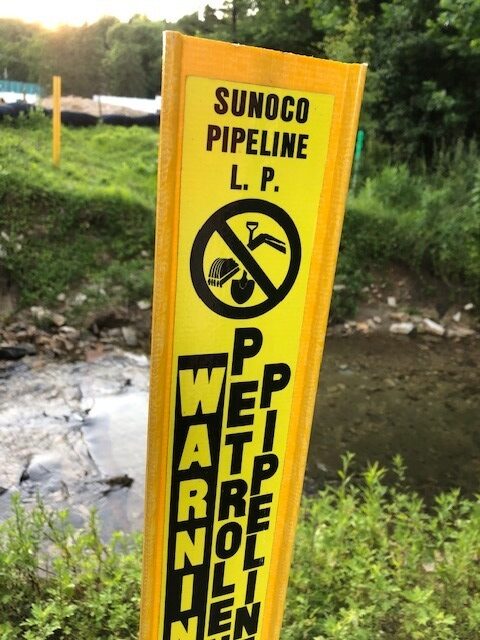 SUNOCO
PIPELINE
L. P.
WARNIN
PETROLE
PIPELIN